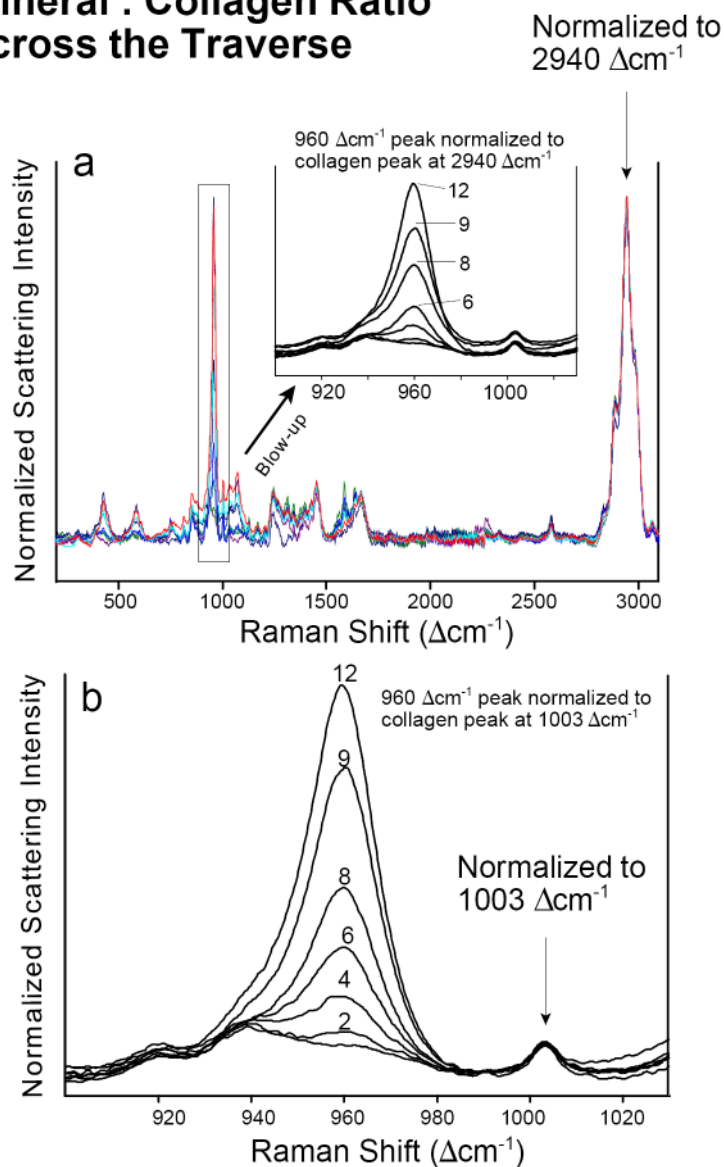 ineral : Collagen Ratio
cross the Traverse
Normalized to
2940 Δcm⁻¹
a
960 Δcm⁻¹ peak normalized to
collagen peak at 2940 Δcm⁻¹
12
9
8
6
920 960 1000
Blow-up
Normalized Scattering Intensity
500 1000 1500 2000 2500 3000
Raman Shift (Δcm⁻¹)
b
12
960 Δcm⁻¹ peak normalized to
collagen peak at 1003 Δcm⁻¹
9
8
6
4
2
Normalized to
1003 Δcm⁻¹
Normalized Scattering Intensity
920 940 960 980 1000 1020
Raman Shift (Δcm⁻¹)